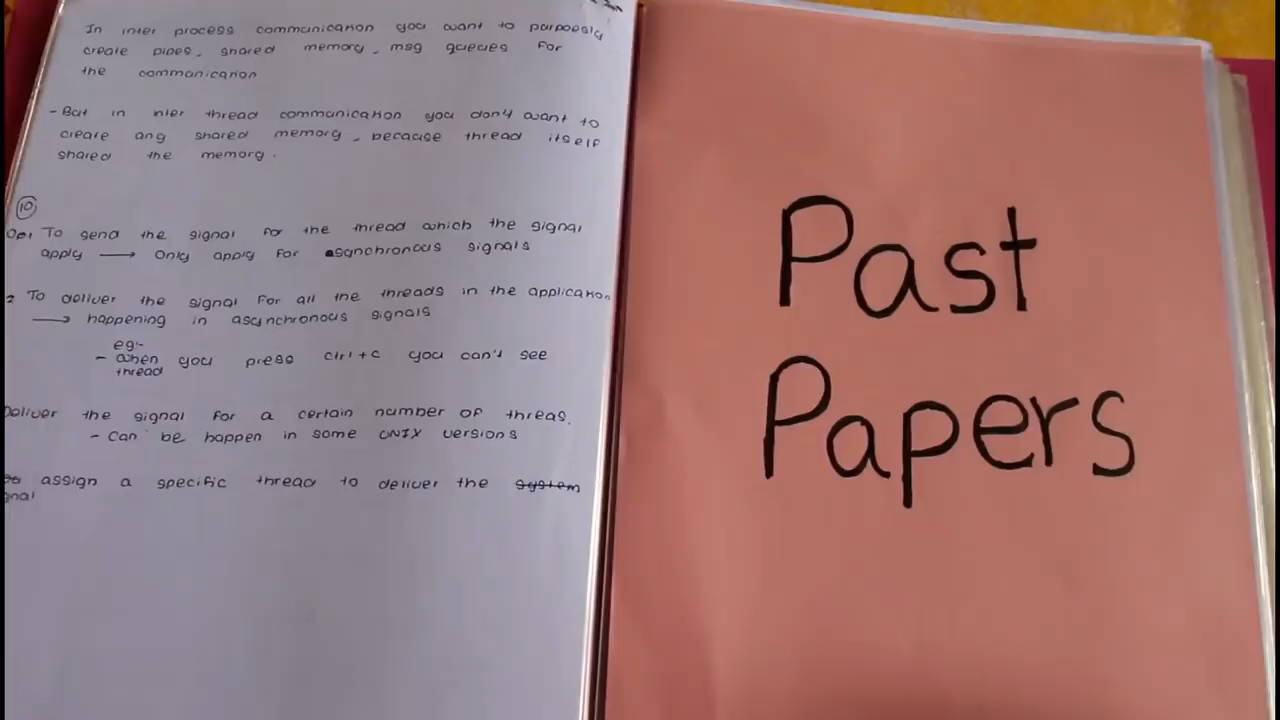 In inter process communication you want to purposely
create pipes, shared memory, msg queues for
the communication
- But in inter thread communication you don't want to
create any shared memory, because thread itself
shared the memory.
10
To send the signal for the thread which the signal
apply → Only apply for asynchronous signals
To deliver the signal for all the threads in the application
→ happening in asynchronous signals
eg:-
- when you press ctrl+c you can't see
thread
Deliver the signal for a certain number of threas.
- Can be happen in some UNIX versions
assign a specific thread to deliver the system
Past
Papers